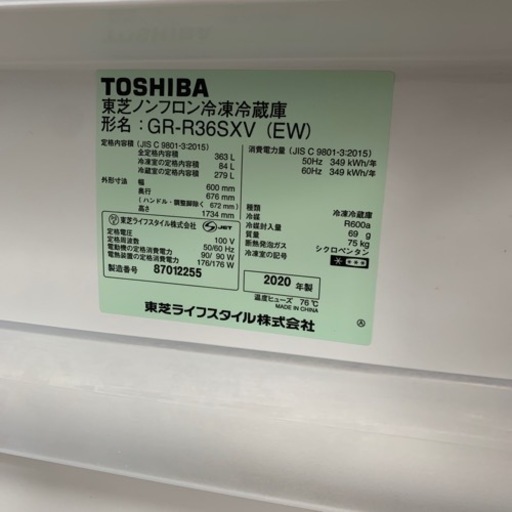 TOSHIBA
東芝ノンフロン冷凍冷蔵庫
形名：GR-R36SXV（EW）
定格内容積（JIS C 9801-3:2015）
全定格内容積 363 L
冷凍室の容積 84 L
冷蔵室の容積 279 L
外形寸法 幅 600 mm
奥行 676 mm
（ハンドル・調整脚除く 672 mm）
高さ 1734 mm
東芝ライフスタイル株式会社
JET
定格電圧 100 V
定格周波数 50/60 Hz
電動機の定格消費電力 90/ 90 W
電熱装置の定格消費電力 176/176 W
製造番号 87012255
消費電力量（JIS C 9801-3:2015）
50Hz 349 kWh/年
60Hz 349 kWh/年
種類 冷凍冷蔵庫
冷媒 R600a
冷媒封入量 69 g
質量 75 kg
断熱発泡ガス シクロペンタン
冷凍室の記号
2020 年製
温度ヒューズ 76℃
MADE IN CHINA
東芝ライフスタイル株式会社